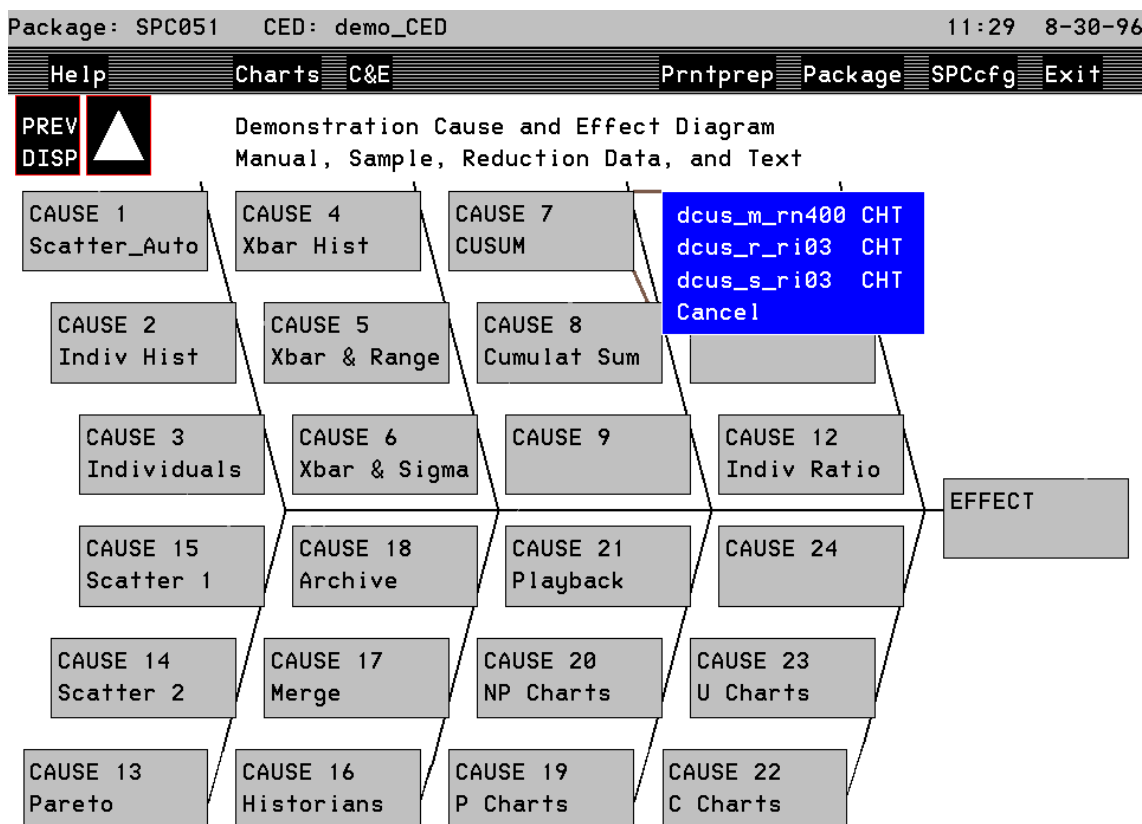 Package: SPC051 CED: demo_CED 11:29 8-30-96
Help Charts C&E Prntprep Package SPCcfg Exit
PREV
DISP
Demonstration Cause and Effect Diagram
Manual, Sample, Reduction Data, and Text
CAUSE 1
Scatter_Auto
CAUSE 4
Xbar Hist
CAUSE 7
CUSUM
dcus_m_rn400 CHT
dcus_r_ri03 CHT
dcus_s_ri03 CHT
Cancel
CAUSE 2
Indiv Hist
CAUSE 5
Xbar & Range
CAUSE 8
Cumulat Sum
CAUSE 3
Individuals
CAUSE 6
Xbar & Sigma
CAUSE 9
CAUSE 12
Indiv Ratio
EFFECT
CAUSE 15
Scatter 1
CAUSE 18
Archive
CAUSE 21
Playback
CAUSE 24
CAUSE 14
Scatter 2
CAUSE 17
Merge
CAUSE 20
NP Charts
CAUSE 23
U Charts
CAUSE 13
Pareto
CAUSE 16
Historians
CAUSE 19
P Charts
CAUSE 22
C Charts